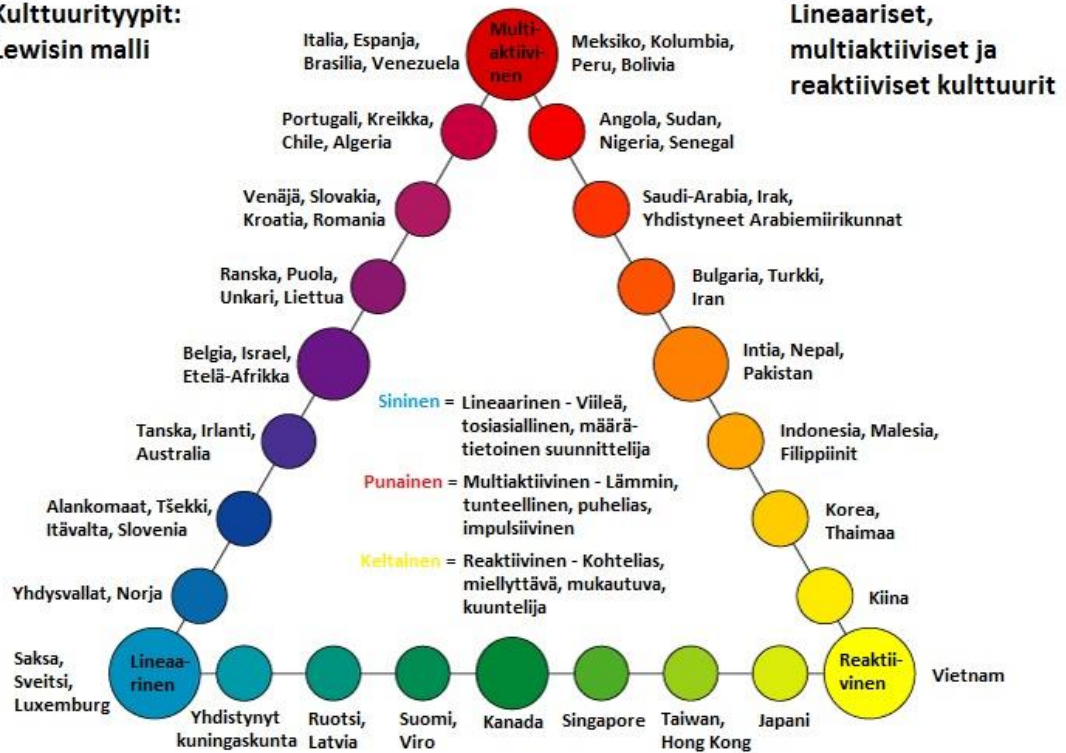 Kulttuurityypit:
Lewisin malli
Lineaariset,
multiaktiiviset ja
reaktiiviset kulttuurit
Multi-
aktiivi-
nen
Italia, Espanja,
Brasilia, Venezuela
Meksiko, Kolumbia,
Peru, Bolivia
Portugali, Kreikka,
Chile, Algeria
Angola, Sudan,
Nigeria, Senegal
Venäjä, Slovakia,
Kroatia, Romania
Saudi-Arabia, Irak,
Yhdistyneet Arabiemiirikunnat
Ranska, Puola,
Unkari, Liettua
Bulgaria, Turkki,
Iran
Belgia, Israel,
Etelä-Afrikka
Intia, Nepal,
Pakistan
Tanska, Irlanti,
Australia
Indonesia, Malesia,
Filippiinit
Alankomaat, Tšekki,
Itävalta, Slovenia
Korea,
Thaimaa
Yhdysvallat, Norja
Kiina
Sininen = Lineaarinen - Viileä,
tosiasiallinen, määrä-
tietoinen suunnittelija
Punainen = Multiaktiivinen - Lämmin,
tunteellinen, puhelias,
impulsiivinen
Keltainen = Reaktiivinen - Kohtelias,
miellyttävä, mukautuva,
kuuntelija
Saksa,
Sveitsi,
Luxemburg
Lineaa-
rinen
Yhdistynyt
kuningaskunta
Ruotsi,
Latvia
Suomi,
Viro
Kanada
Singapore
Taiwan,
Hong Kong
Japani
Reaktii-
vinen
Vietnam